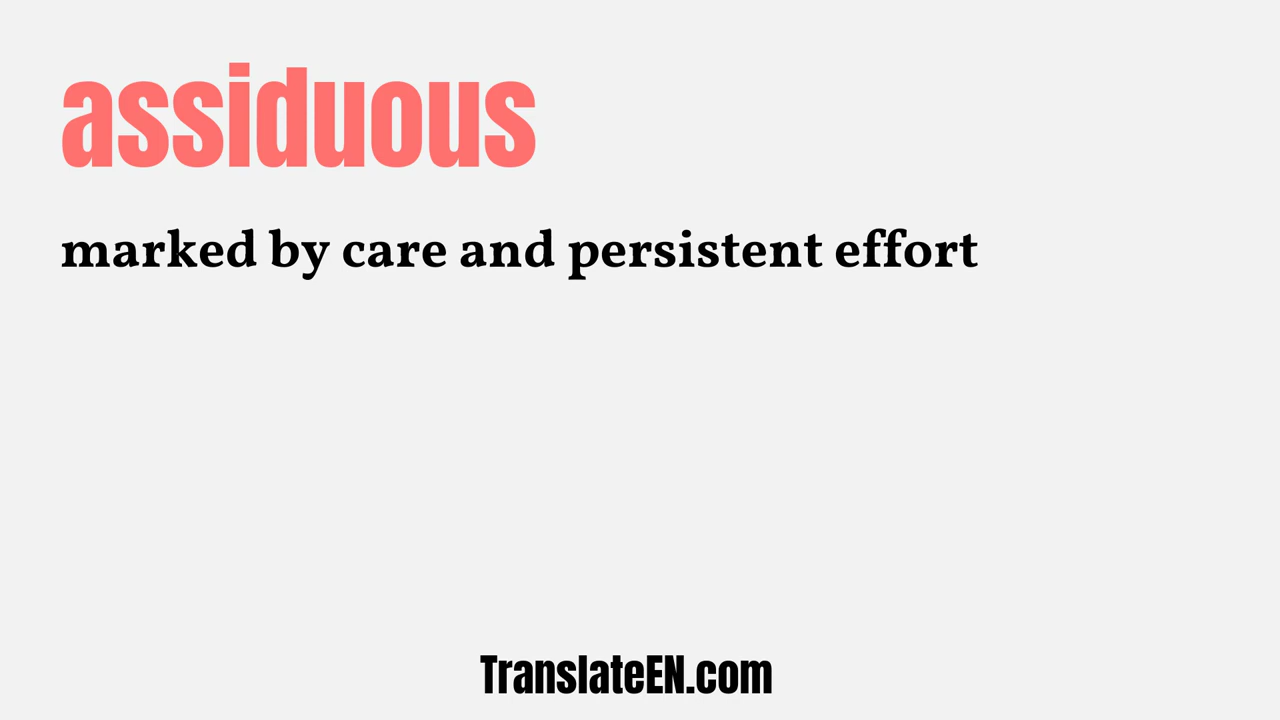 assiduous
marked by care and persistent effort
TranslateEN.com